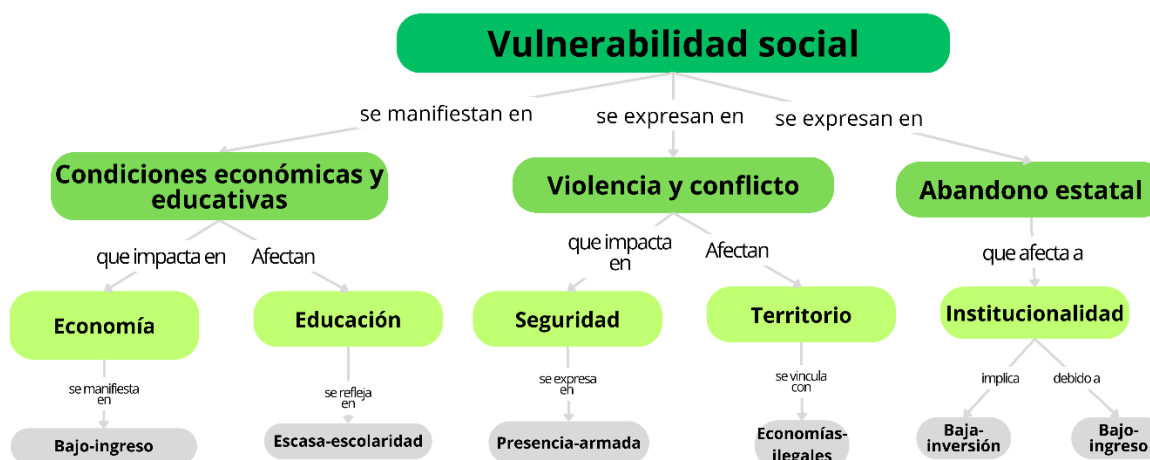 Vulnerabilidad social
se manifiestan en
se expresan en
se expresan en
Condiciones económicas y
educativas
Violencia y conflicto
Abandono estatal
que impacta en
Afectan
que impacta
en
Afectan
que afecta a
Economía
Educación
Seguridad
Territorio
Institucionalidad
se manifiesta
en
se refleja
en
se expresa
en
se vincula
con
implica
debido a
Bajo-ingreso
Escasa-escolaridad
Presencia-armada
Economías-
ilegales
Baja-
inversión
Bajo-
ingreso